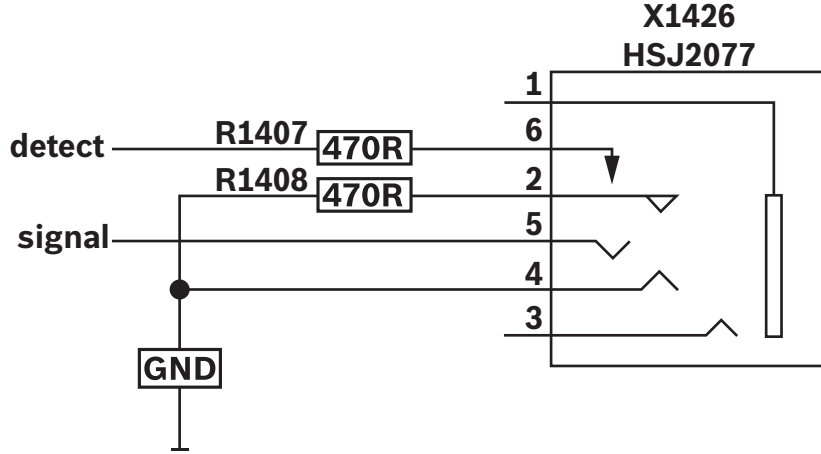 X1426
HSJ2077
1
detect R1407 470R 6
R1408 470R 2
signal 5
4
3
GND